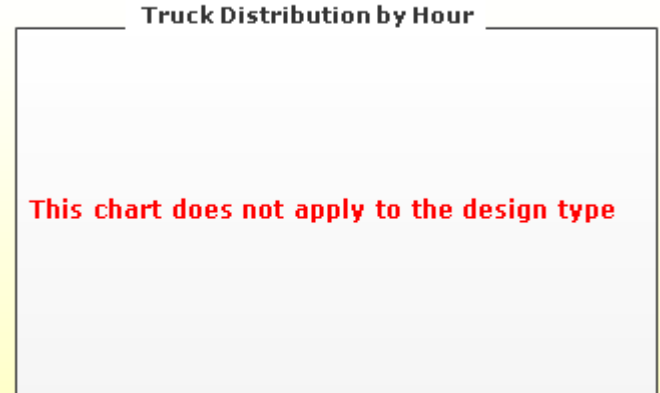 Truck Distribution by Hour
This chart does not apply to the design type